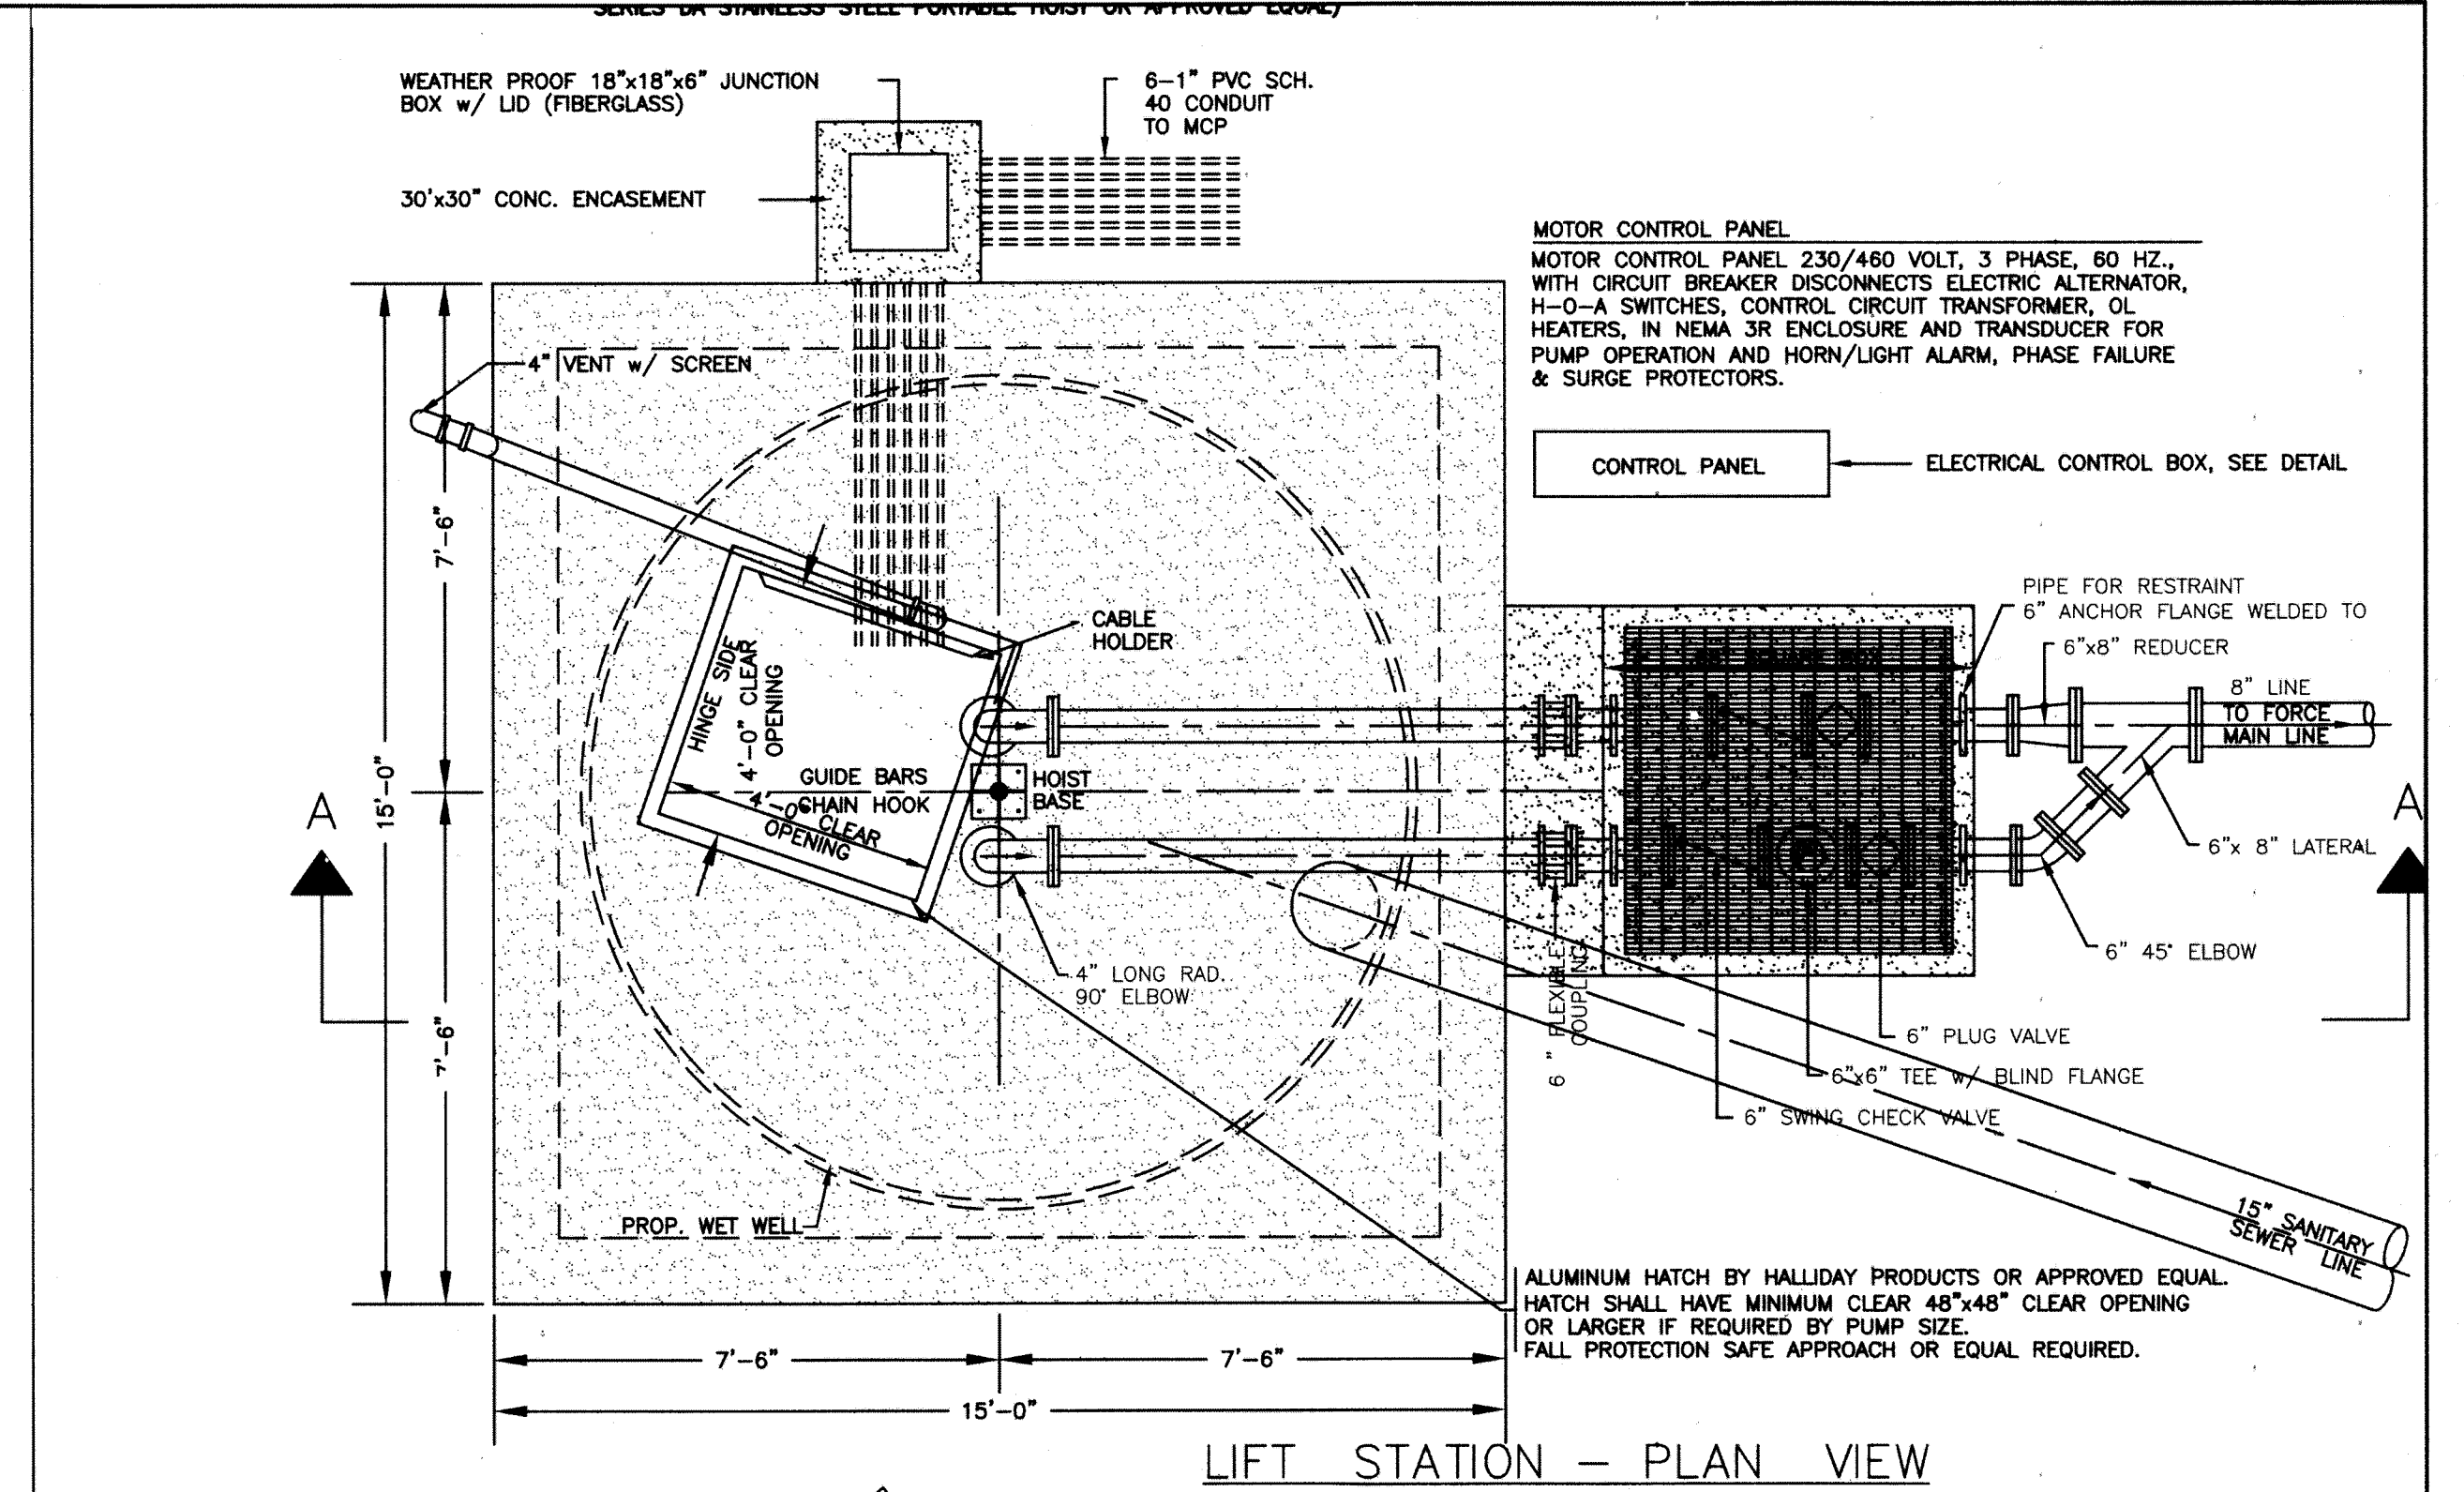 SERIES DA STAINLESS STEEL PORTABLE HOIST OR APPROVED EQUAL)
WEATHER PROOF 18"x18"x6" JUNCTION
BOX w/ LID (FIBERGLASS)
6-1" PVC SCH.
40 CONDUIT
TO MCP
30'x30" CONC. ENCASEMENT
MOTOR CONTROL PANEL
MOTOR CONTROL PANEL 230/460 VOLT, 3 PHASE, 60 HZ.,
WITH CIRCUIT BREAKER DISCONNECTS ELECTRIC ALTERNATOR,
H-O-A SWITCHES, CONTROL CIRCUIT TRANSFORMER, OL
HEATERS, IN NEMA 3R ENCLOSURE AND TRANSDUCER FOR
PUMP OPERATION AND HORN/LIGHT ALARM, PHASE FAILURE
& SURGE PROTECTORS.
4" VENT w/ SCREEN
CONTROL PANEL
ELECTRICAL CONTROL BOX, SEE DETAIL
7'-6"
15'-0"
7'-6"
CABLE
HOLDER
HINGE SIDE
4'-0" CLEAR
OPENING
GUIDE BARS
CHAIN HOOK
4'-0" CLEAR
OPENING
HOIST
BASE
PIPE FOR RESTRAINT
6" ANCHOR FLANGE WELDED TO
6"x8" REDUCER
8" LINE
TO FORCE
MAIN LINE
A
A
6"x 8" LATERAL
6" 45° ELBOW
4" LONG RAD.
90° ELBOW
6 " FLEXIBLE
COUPLING
6" PLUG VALVE
6"x6" TEE w/ BLIND FLANGE
6" SWING CHECK VALVE
PROP. WET WELL
15" SANITARY
SEWER LINE
ALUMINUM HATCH BY HALLIDAY PRODUCTS OR APPROVED EQUAL.
HATCH SHALL HAVE MINIMUM CLEAR 48"x48" CLEAR OPENING
OR LARGER IF REQUIRED BY PUMP SIZE.
FALL PROTECTION SAFE APPROACH OR EQUAL REQUIRED.
7'-6"
7'-6"
15'-0"
LIFT STATION - PLAN VIEW